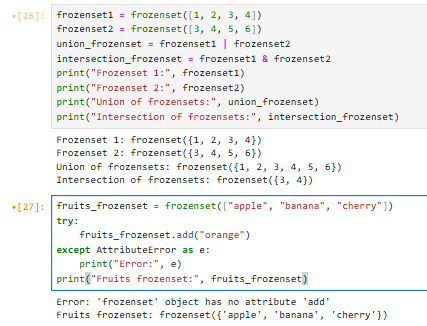 [26]: frozenset1 = frozenset([1, 2, 3, 4])
frozenset2 = frozenset([3, 4, 5, 6])
union_frozenset = frozenset1 | frozenset2
intersection_frozenset = frozenset1 & frozenset2
print("Frozenset 1:", frozenset1)
print("Frozenset 2:", frozenset2)
print("Union of frozensets:", union_frozenset)
print("Intersection of frozensets:", intersection_frozenset)
Frozenset 1: frozenset({1, 2, 3, 4})
Frozenset 2: frozenset({3, 4, 5, 6})
Union of frozensets: frozenset({1, 2, 3, 4, 5, 6})
Intersection of frozensets: frozenset({3, 4})
[27]: fruits_frozenset = frozenset(["apple", "banana", "cherry"])
try:
    fruits_frozenset.add("orange")
except AttributeError as e:
    print("Error:", e)
print("Fruits frozenset:", fruits_frozenset)
Error: 'frozenset' object has no attribute 'add'
Fruits frozenset: frozenset({'apple', 'banana', 'cherry'})